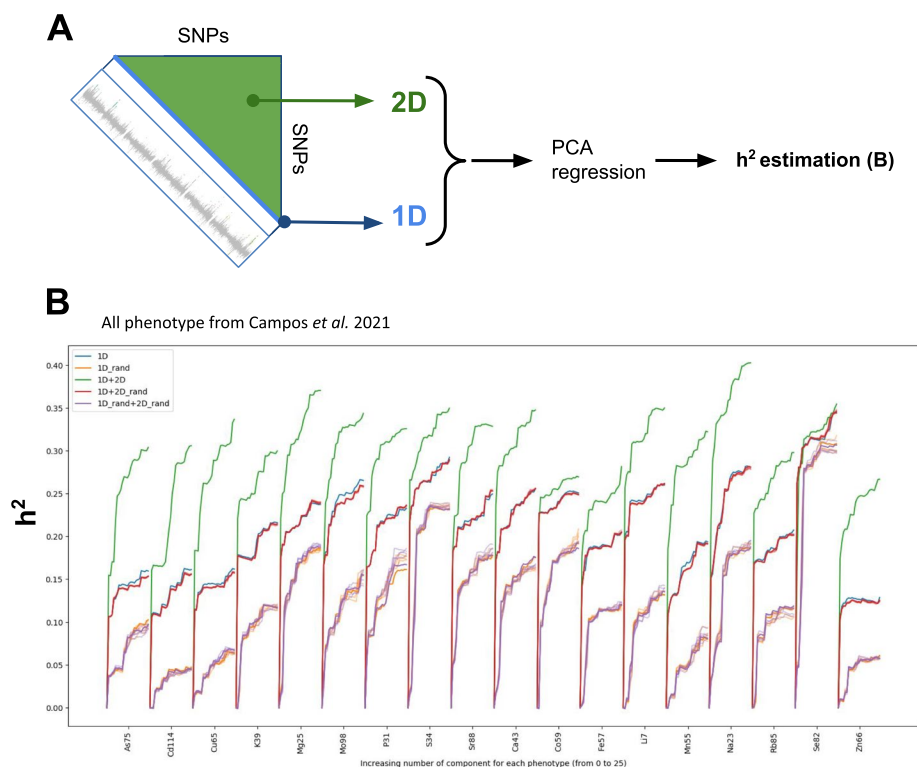 A
SNPs
SNPs
2D
1D
PCA
regression
h² estimation (B)
B
All phenotype from Campos et al. 2021
1D
1D_rand
1D+2D
1D+2D_rand
1D_rand+2D_rand
h²
0.40
0.35
0.30
0.25
0.20
0.15
0.10
0.05
0.00
As75
Cd114
Cu65
K39
Mg25
Mo98
P31
S34
Sr88
Ca43
Co59
Fe57
Li7
Mn55
Na23
Rb85
Se82
Zn66
Increasing number of component for each phenotype (from 0 to 25)